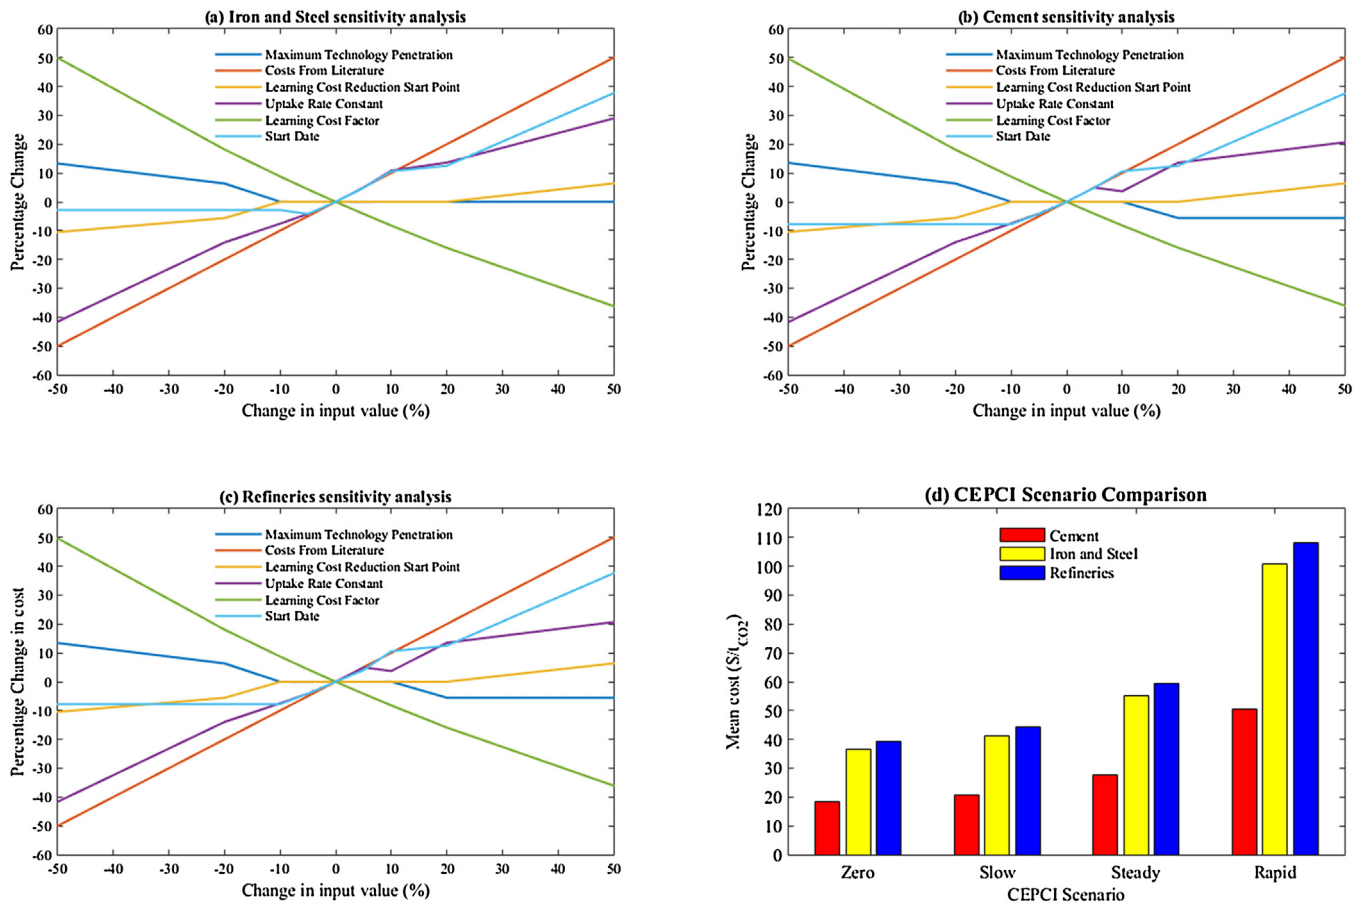 (a) Iron and Steel sensitivity analysis
60
50
40
30
20
10
0
-10
-20
-30
-40
-50
-60
Percentage Change
Maximum Technology Penetration
Costs From Literature
Learning Cost Reduction Start Point
Uptake Rate Constant
Learning Cost Factor
Start Date
-50 -40 -30 -20 -10 0 10 20 30 40 50
Change in input value (%)
(b) Cement sensitivity analysis
60
50
40
30
20
10
0
-10
-20
-30
-40
-50
-60
Percentage Change
Maximum Technology Penetration
Costs From Literature
Learning Cost Reduction Start Point
Uptake Rate Constant
Learning Cost Factor
Start Date
-50 -40 -30 -20 -10 0 10 20 30 40 50
Change in input value (%)
(c) Refineries sensitivity analysis
60
50
40
30
20
10
0
-10
-20
-30
-40
-50
-60
Percentage Change in cost
Maximum Technology Penetration
Costs From Literature
Learning Cost Reduction Start Point
Uptake Rate Constant
Learning Cost Factor
Start Date
-50 -40 -30 -20 -10 0 10 20 30 40 50
Change in input value (%)
(d) CEPCI Scenario Comparison
120
110
100
90
80
70
60
50
40
30
20
10
0
Mean cost ($/tCO2)
Cement
Iron and Steel
Refineries
Zero Slow Steady Rapid
CEPCI Scenario